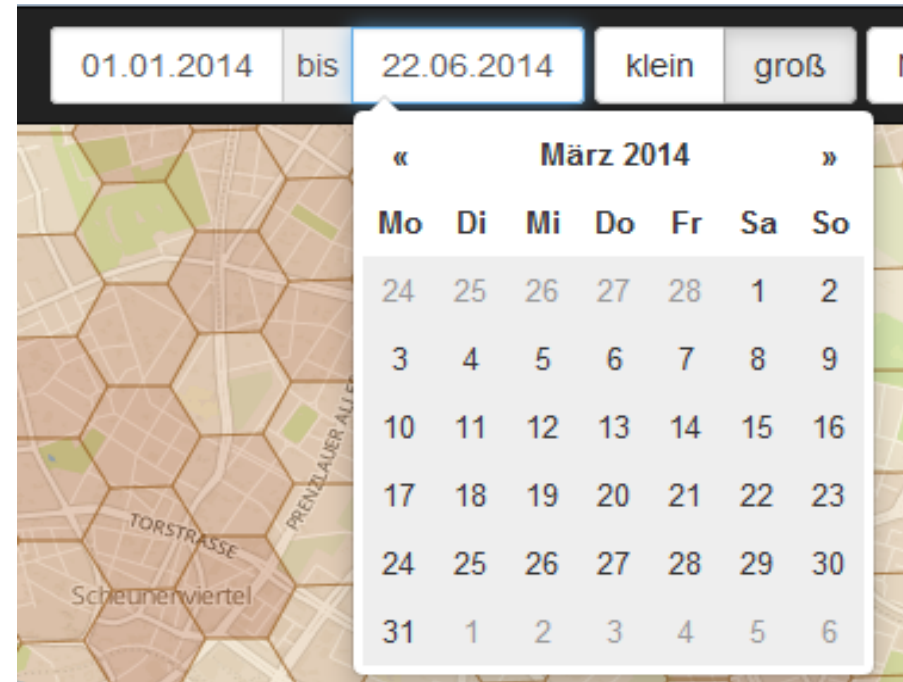 01.01.2014 bis 22.06.2014 klein groß
« März 2014 »
Mo Di Mi Do Fr Sa So
24 25 26 27 28 1 2
3 4 5 6 7 8 9
10 11 12 13 14 15 16
17 18 19 20 21 22 23
24 25 26 27 28 29 30
31 1 2 3 4 5 6
TORSTRASSE
Scheunenviertel
PRENZLAUER